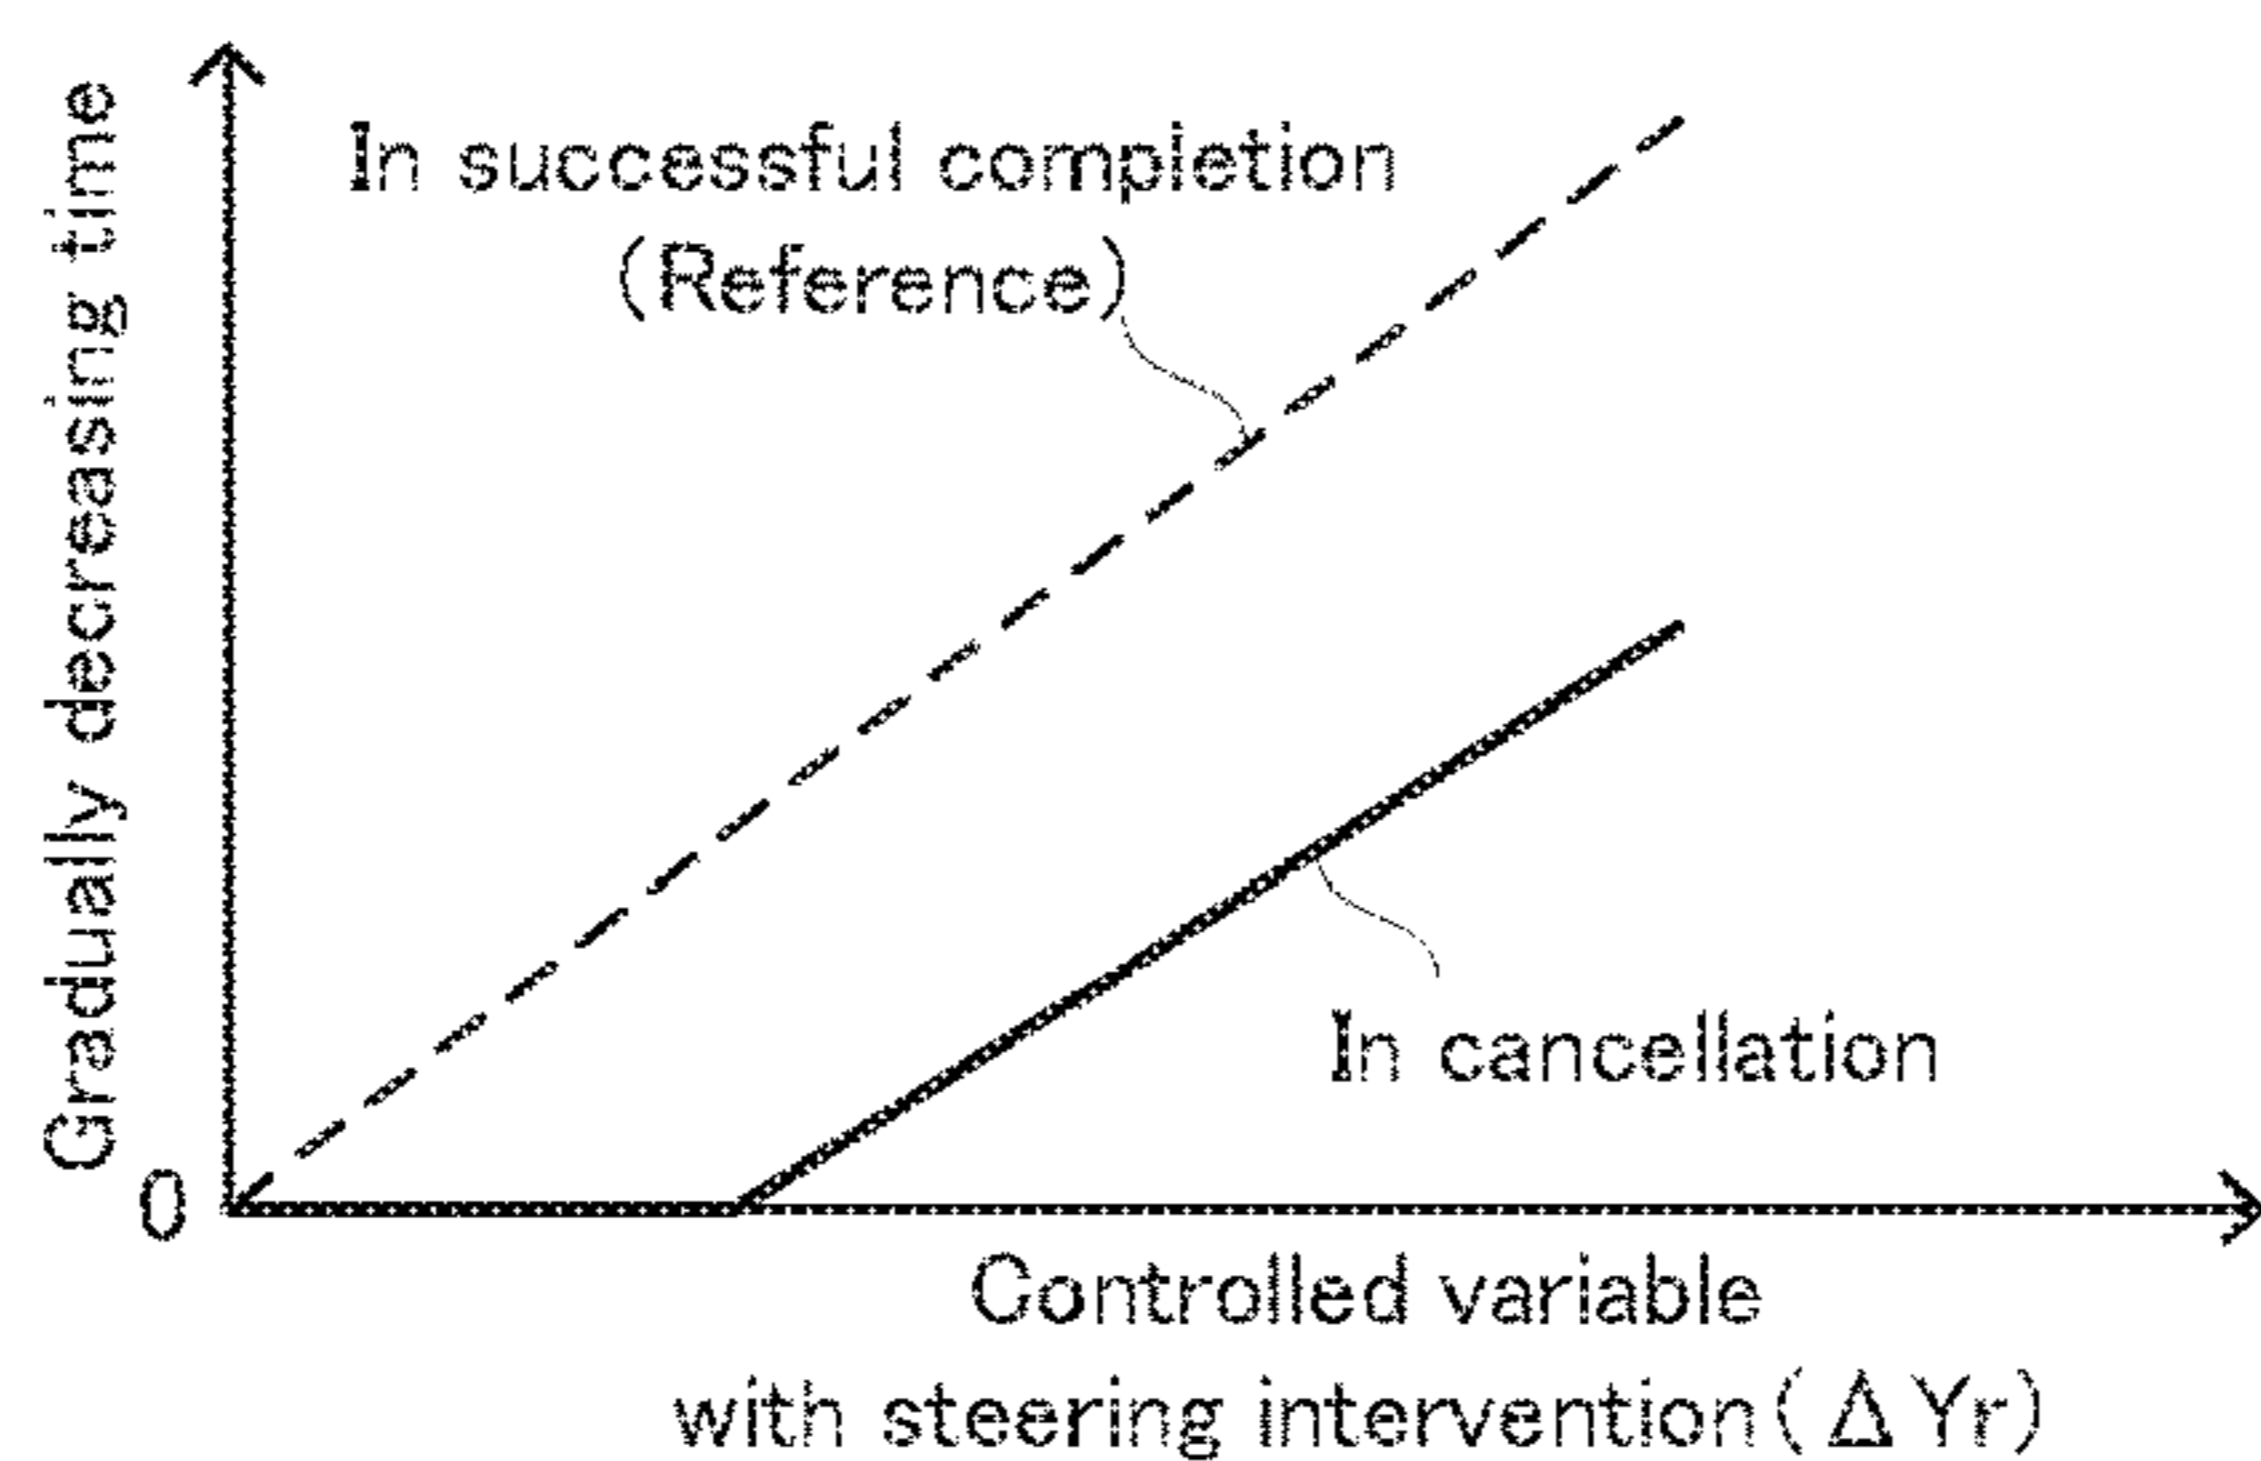 Gradually decreasing time
In successful completion
(Reference)
In cancellation
0
Controlled variable
with steering intervention(ΔYr)